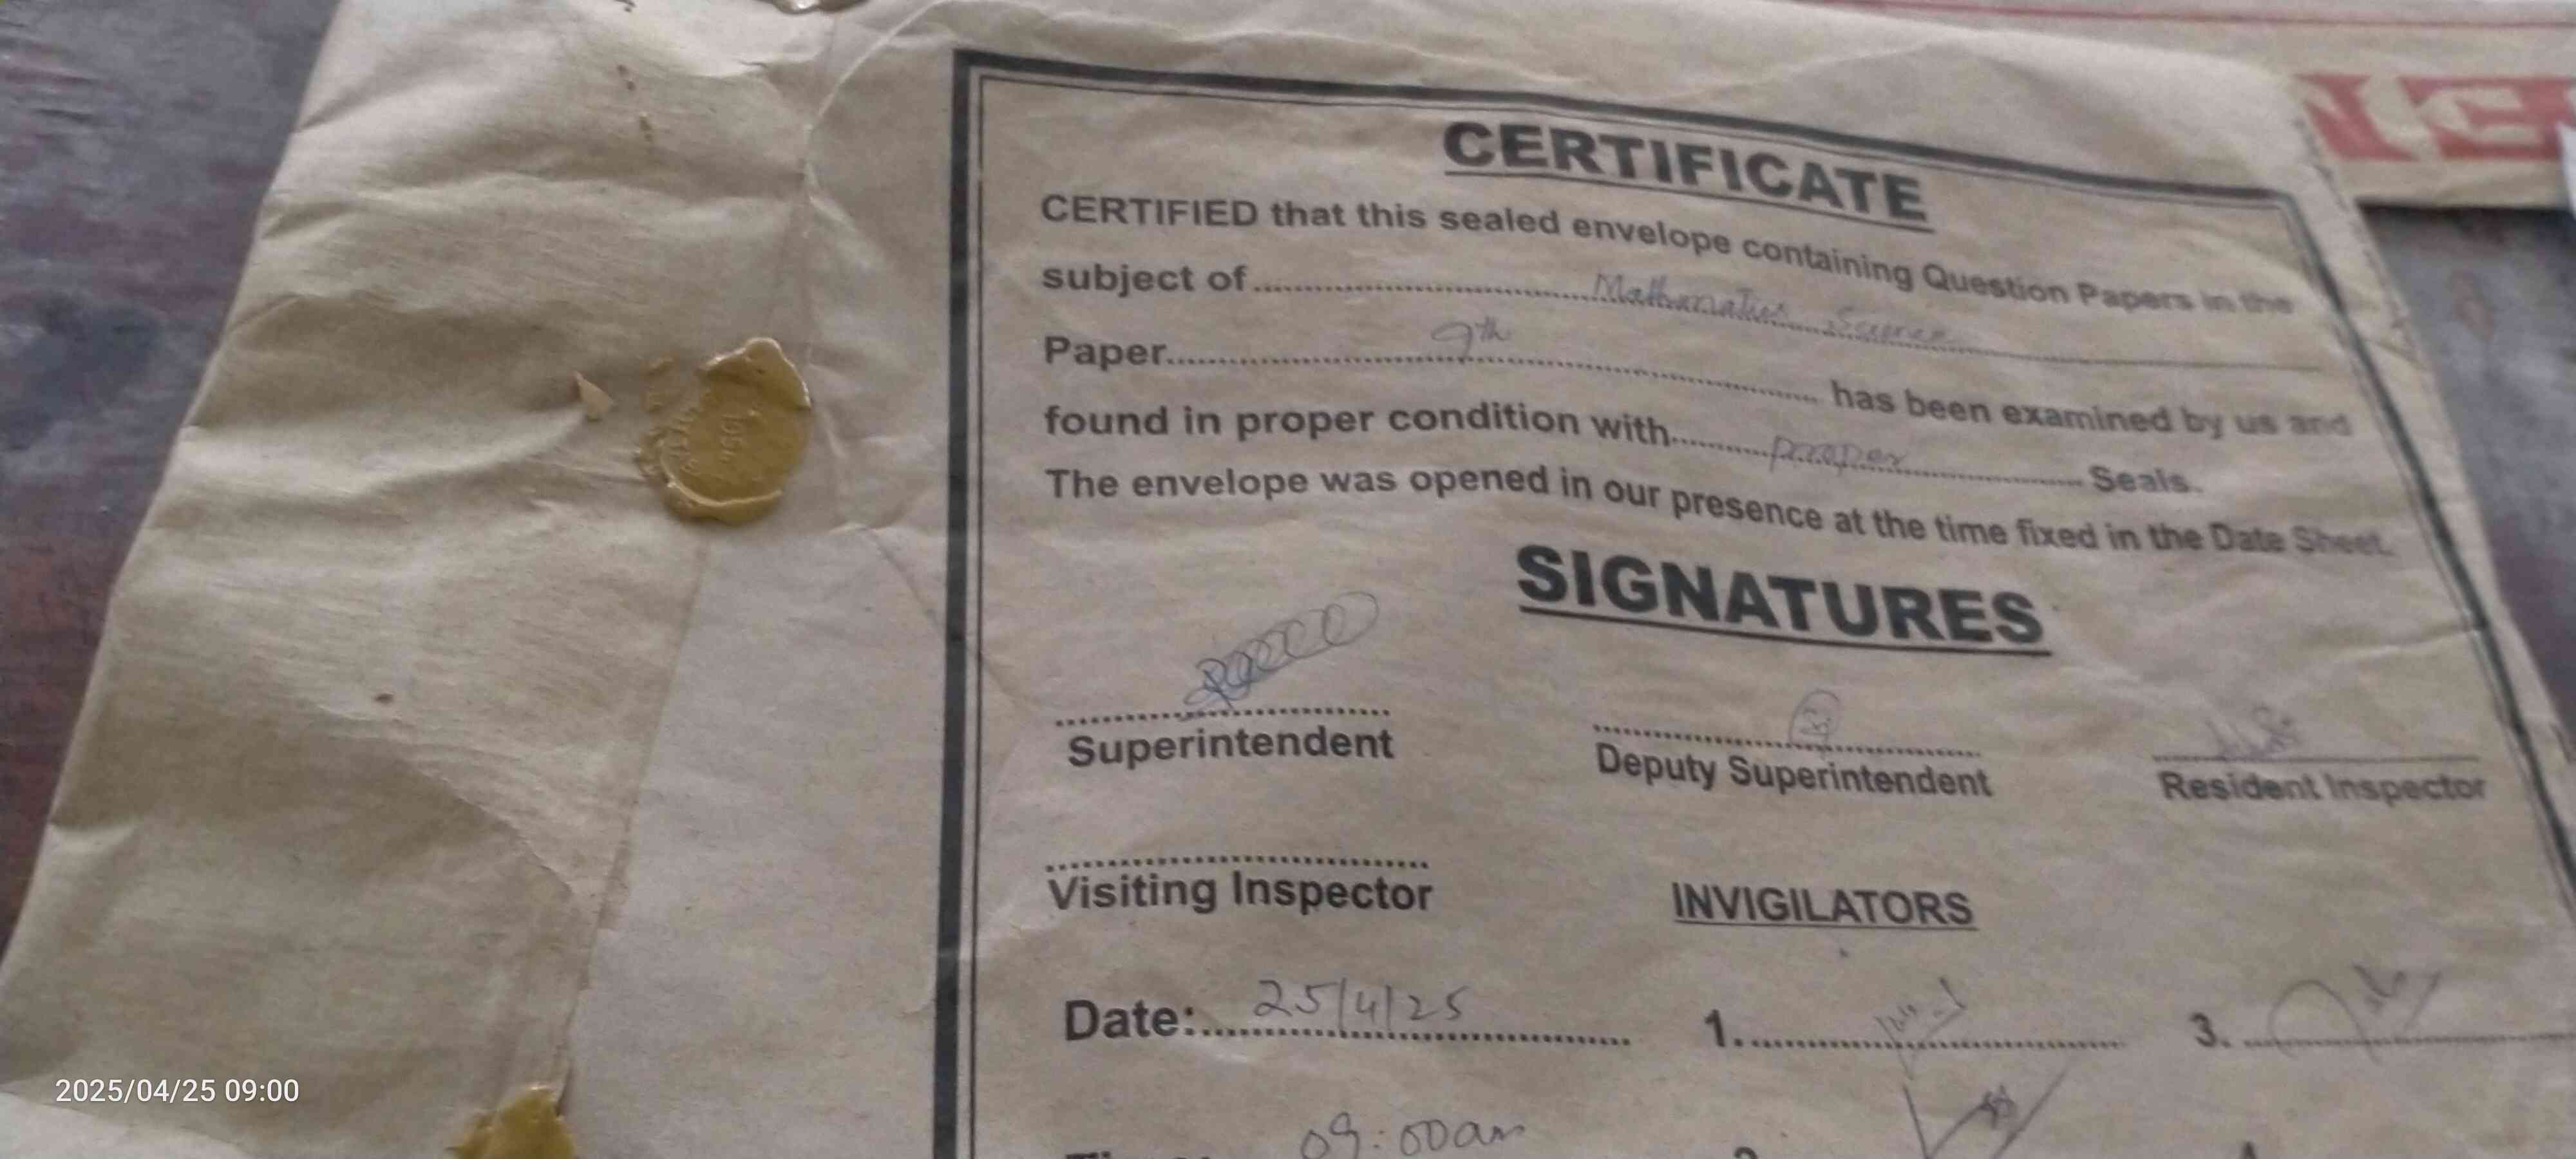 CERTIFICATE
CERTIFIED that this sealed envelope containing Question Papers in the
subject of Mathematics Science
Paper 9th has been examined by us and
found in proper condition with proper Seals.
The envelope was opened in our presence at the time fixed in the Date Sheet.
SIGNATURES
Superintendent Deputy Superintendent Resident Inspector
Visiting Inspector INVIGILATORS
Date: 25/4/25 1. 3.
09:00am
2025/04/25 09:00